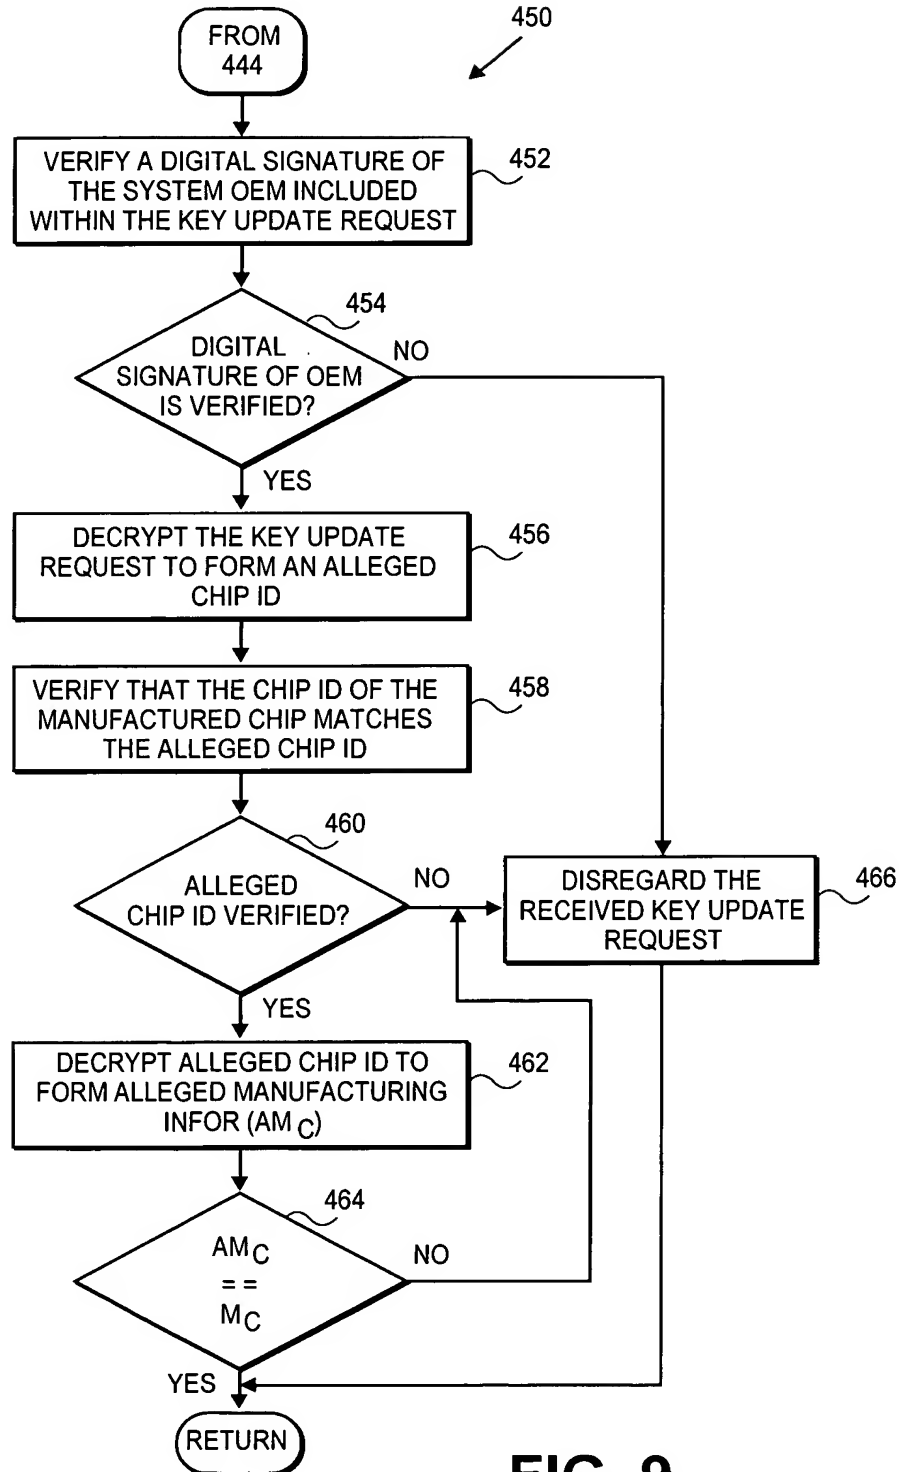 FROM
444
450
VERIFY A DIGITAL SIGNATURE OF
THE SYSTEM OEM INCLUDED
WITHIN THE KEY UPDATE REQUEST
452
454
DIGITAL
SIGNATURE OF OEM
IS VERIFIED?
NO
YES
DECRYPT THE KEY UPDATE
REQUEST TO FORM AN ALLEGED
CHIP ID
456
VERIFY THAT THE CHIP ID OF THE
MANUFACTURED CHIP MATCHES
THE ALLEGED CHIP ID
458
460
ALLEGED
CHIP ID VERIFIED?
NO
YES
DISREGARD THE
RECEIVED KEY UPDATE
REQUEST
466
DECRYPT ALLEGED CHIP ID TO
FORM ALLEGED MANUFACTURING
INFOR (AM C)
462
464
AM C
= =
M C
NO
YES
RETURN
FIG. 9